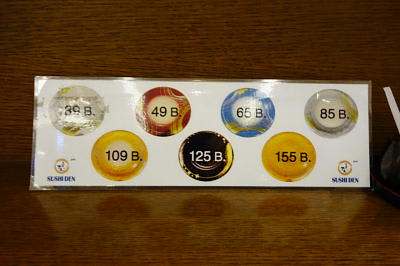 39 B.
49 B.
65 B.
85 B.
109 B.
125 B.
155 B.
SUSHI DEN
SUSHI DEN